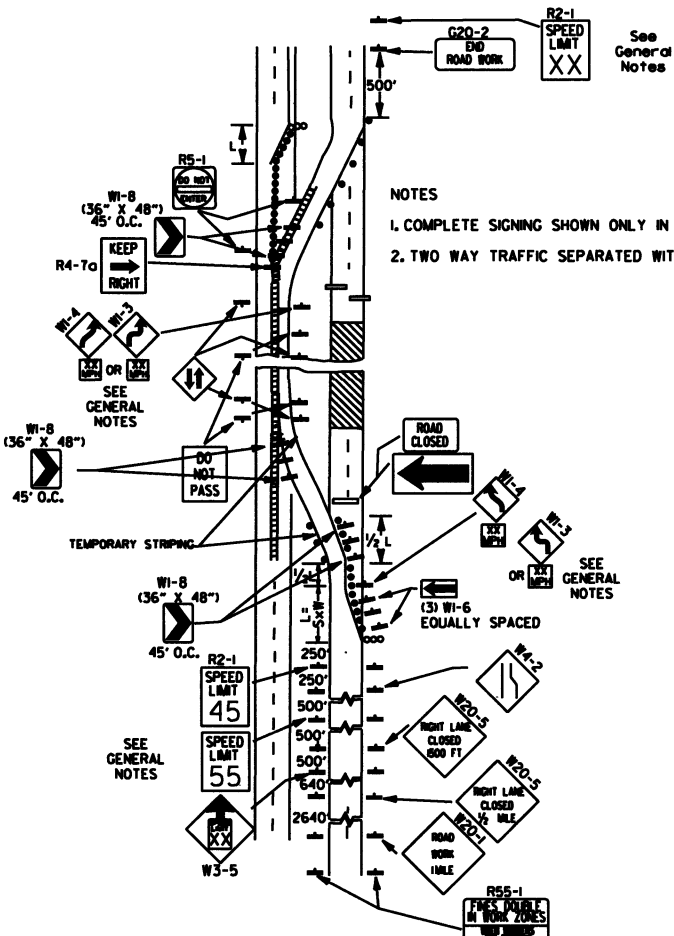 R2-1
SPEED
LIMIT
XX
See
General
Notes
G20-2
END
ROAD WORK
500'
L
R5-1
DO NOT
ENTER
W1-8
(36" X 48")
45' O.C.
NOTES
1. COMPLETE SIGNING SHOWN ONLY IN
2. TWO WAY TRAFFIC SEPARATED WIT
R4-7a
KEEP
RIGHT
W1-4
W1-3
XX
MPH
OR
XX
MPH
SEE
GENERAL
NOTES
W1-8
(36" X 48")
45' O.C.
DO
NOT
PASS
ROAD
CLOSED
W1-4
XX
MPH
W1-3
OR
XX
MPH
SEE
GENERAL
NOTES
TEMPORARY STRIPING
½ L
½ L
L=
SXW
W1-8
(36" X 48")
45' O.C.
(3) W1-6
EQUALLY SPACED
250'
250'
500'
500'
500'
640'
2640'
R2-1
SPEED
LIMIT
45
SPEED
LIMIT
55
SEE
GENERAL
NOTES
XX
W3-5
W4-2
W20-5
RIGHT LANE
CLOSED
1500 FT
W20-5
RIGHT LANE
CLOSED
½ MILE
W20-1
ROAD
WORK
1 MILE
R55-1
FINES DOUBLE
IN WORK ZONES